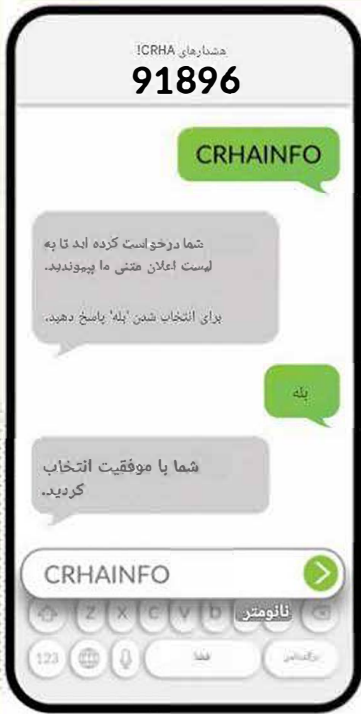 هشدارهای CRHA!
91896
CRHAINFO
شما درخواست کرده اید تا به
لیست اعلان متنی ما بپیوندید.
برای انتخاب شدن 'بله' پاسخ دهید.
بله
شما با موفقیت انتخاب
کردید.
CRHAINFO
Z X C V b نانومتر
123 فضا برگشتن